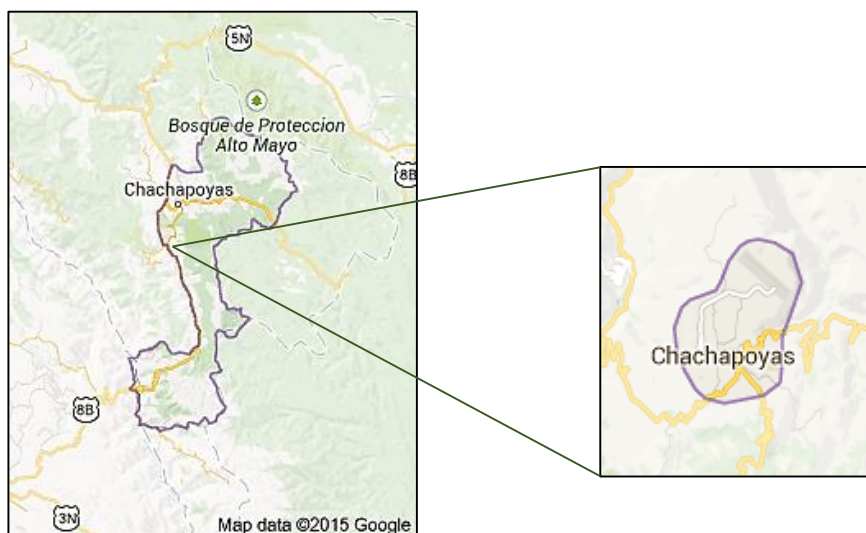 5N
Bosque de Proteccion
Alto Mayo
8B
Chachapoyas
8B
3N
Map data ©2015 Google
Chachapoyas